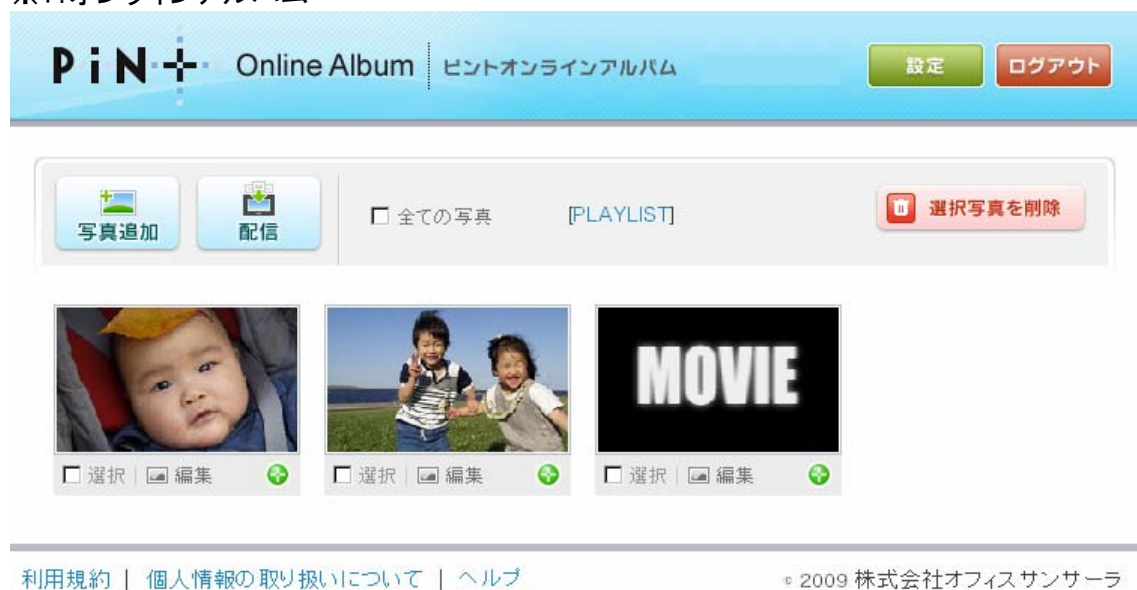 PiN+ Online Album ピントオンラインアルバム 設定 ログアウト
写真追加 配信 全ての写真 [PLAYLIST] 選択写真を削除
MOVIE
選択 | 編集 選択 | 編集 選択 | 編集
利用規約 | 個人情報の取り扱いについて | ヘルプ © 2009 株式会社オフィスサンサーラ